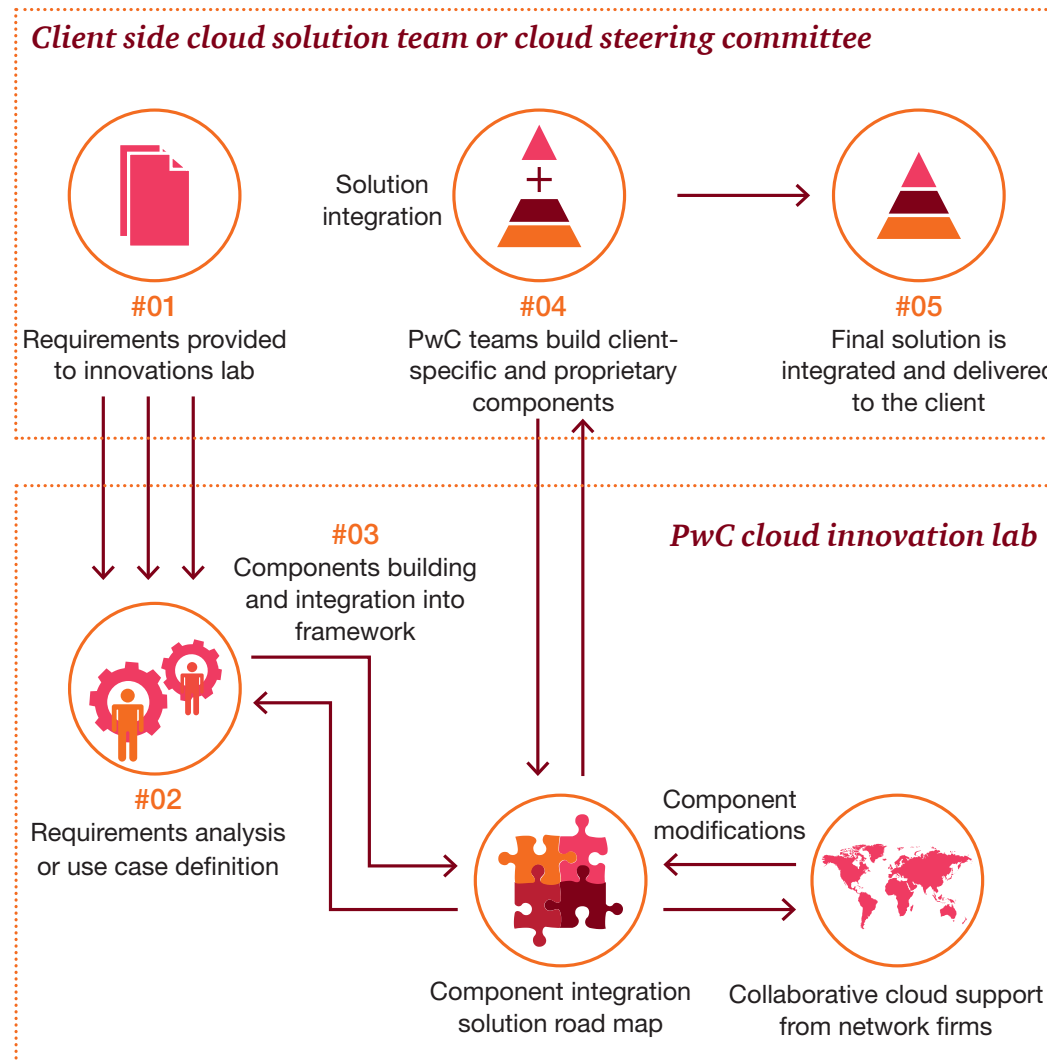 Client side cloud solution team or cloud steering committee
#01
Requirements provided
to innovations lab
Solution
integration
#04
PwC teams build client-
specific and proprietary
components
#05
Final solution is
integrated and delivered
to the client
PwC cloud innovation lab
#03
Components building
and integration into
framework
#02
Requirements analysis
or use case definition
Component
modifications
Component integration
solution road map
Collaborative cloud support
from network firms